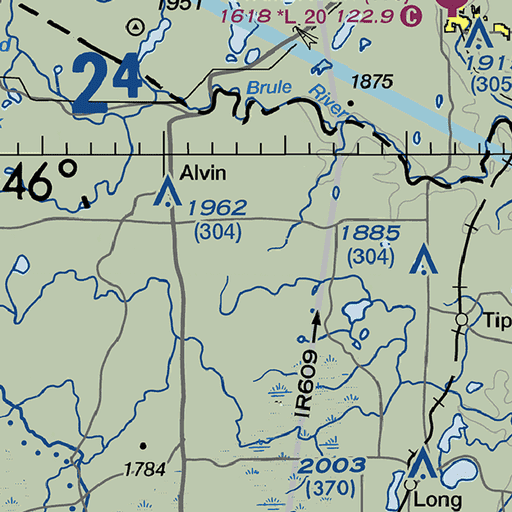 1951
1618 *L 20 122.9 C
191
(305
24
Brule
River
1875
46°
Alvin
1962
(304)
1885
(304)
Tip
IR609
1784
2003
(370)
Long